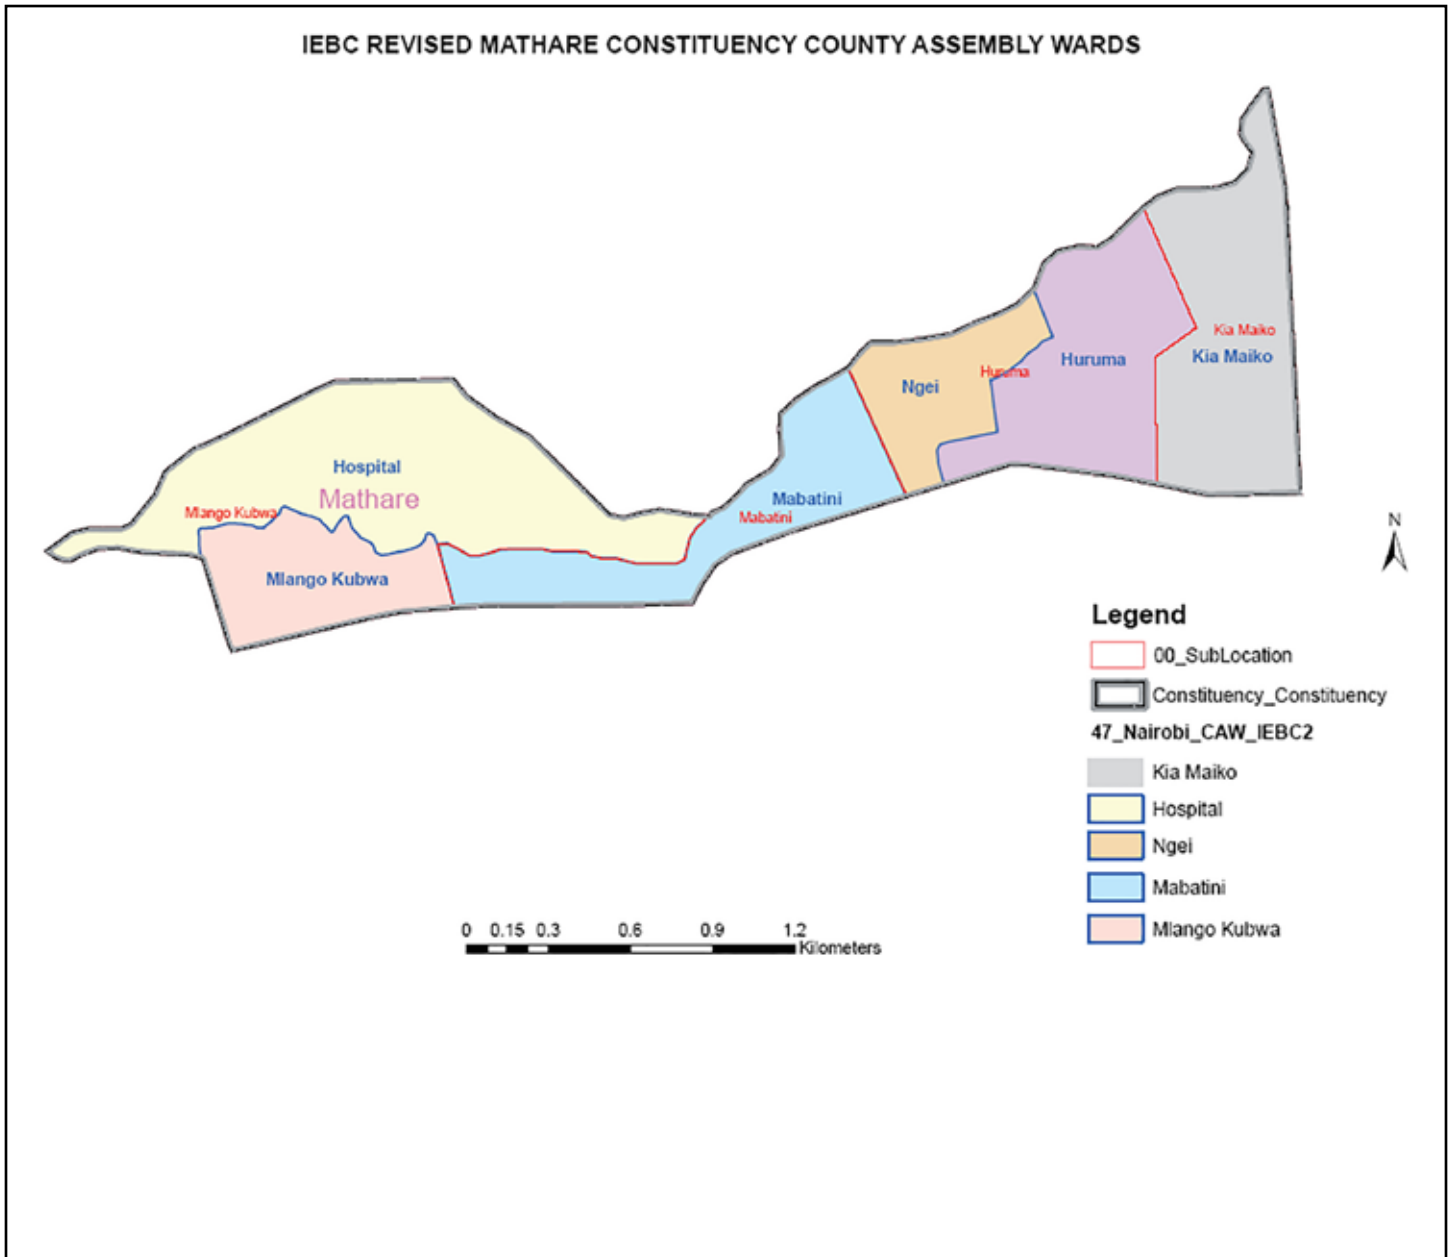 IEBC REVISED MATHARE CONSTITUENCY COUNTY ASSEMBLY WARDS
Kia Maiko
Kia Maiko
Huruma
Huruma
Ngei
Hospital
Mathare
Mabatini
Mabatini
Mlango Kubwa
Mlango Kubwa
N
Legend
00_SubLocation
Constituency_Constituency
47_Nairobi_CAW_IEBC2
Kia Maiko
Hospital
Ngei
Mabatini
Mlango Kubwa
0 0.15 0.3 0.6 0.9 1.2
Kilometers